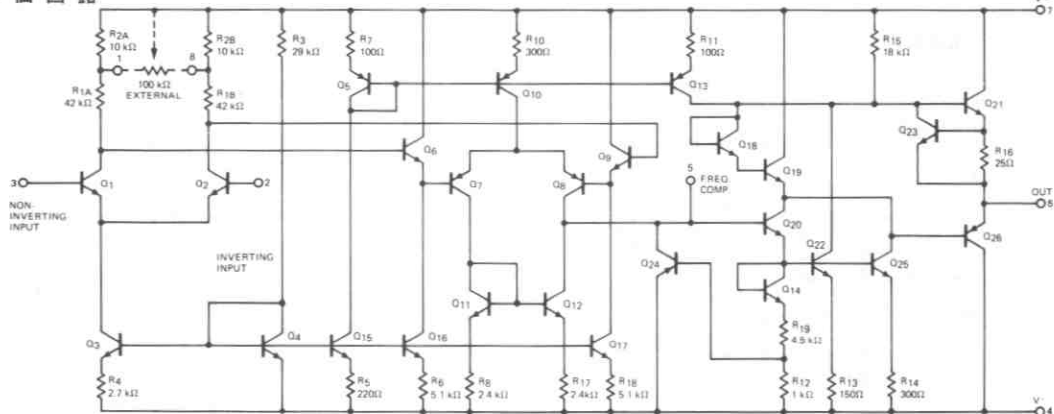 R2A
10 kΩ
R2B
10 kΩ
R3
29 kΩ
R7
100Ω
R10
300Ω
R11
100Ω
R15
18 kΩ
7
1
8
100 kΩ
EXTERNAL
R1A
42 kΩ
R1B
42 kΩ
Q5
Q10
Q13
Q21
Q23
Q18
R16
25Ω
Q6
Q9
Q7
Q8
5
FREQ.
COMP.
Q19
3
Q1
Q2
2
NON-
INVERTING
INPUT
OUT
6
Q20
Q22
Q26
INVERTING
INPUT
Q24
Q25
Q14
Q11
Q12
R19
4.5 kΩ
Q3
Q4
Q15
Q16
Q17
R4
2.7 kΩ
R5
220Ω
R6
5.1 kΩ
R8
2.4 kΩ
R17
2.4kΩ
R18
5.1 kΩ
R12
1 kΩ
R13
150Ω
R14
300Ω
V-
4